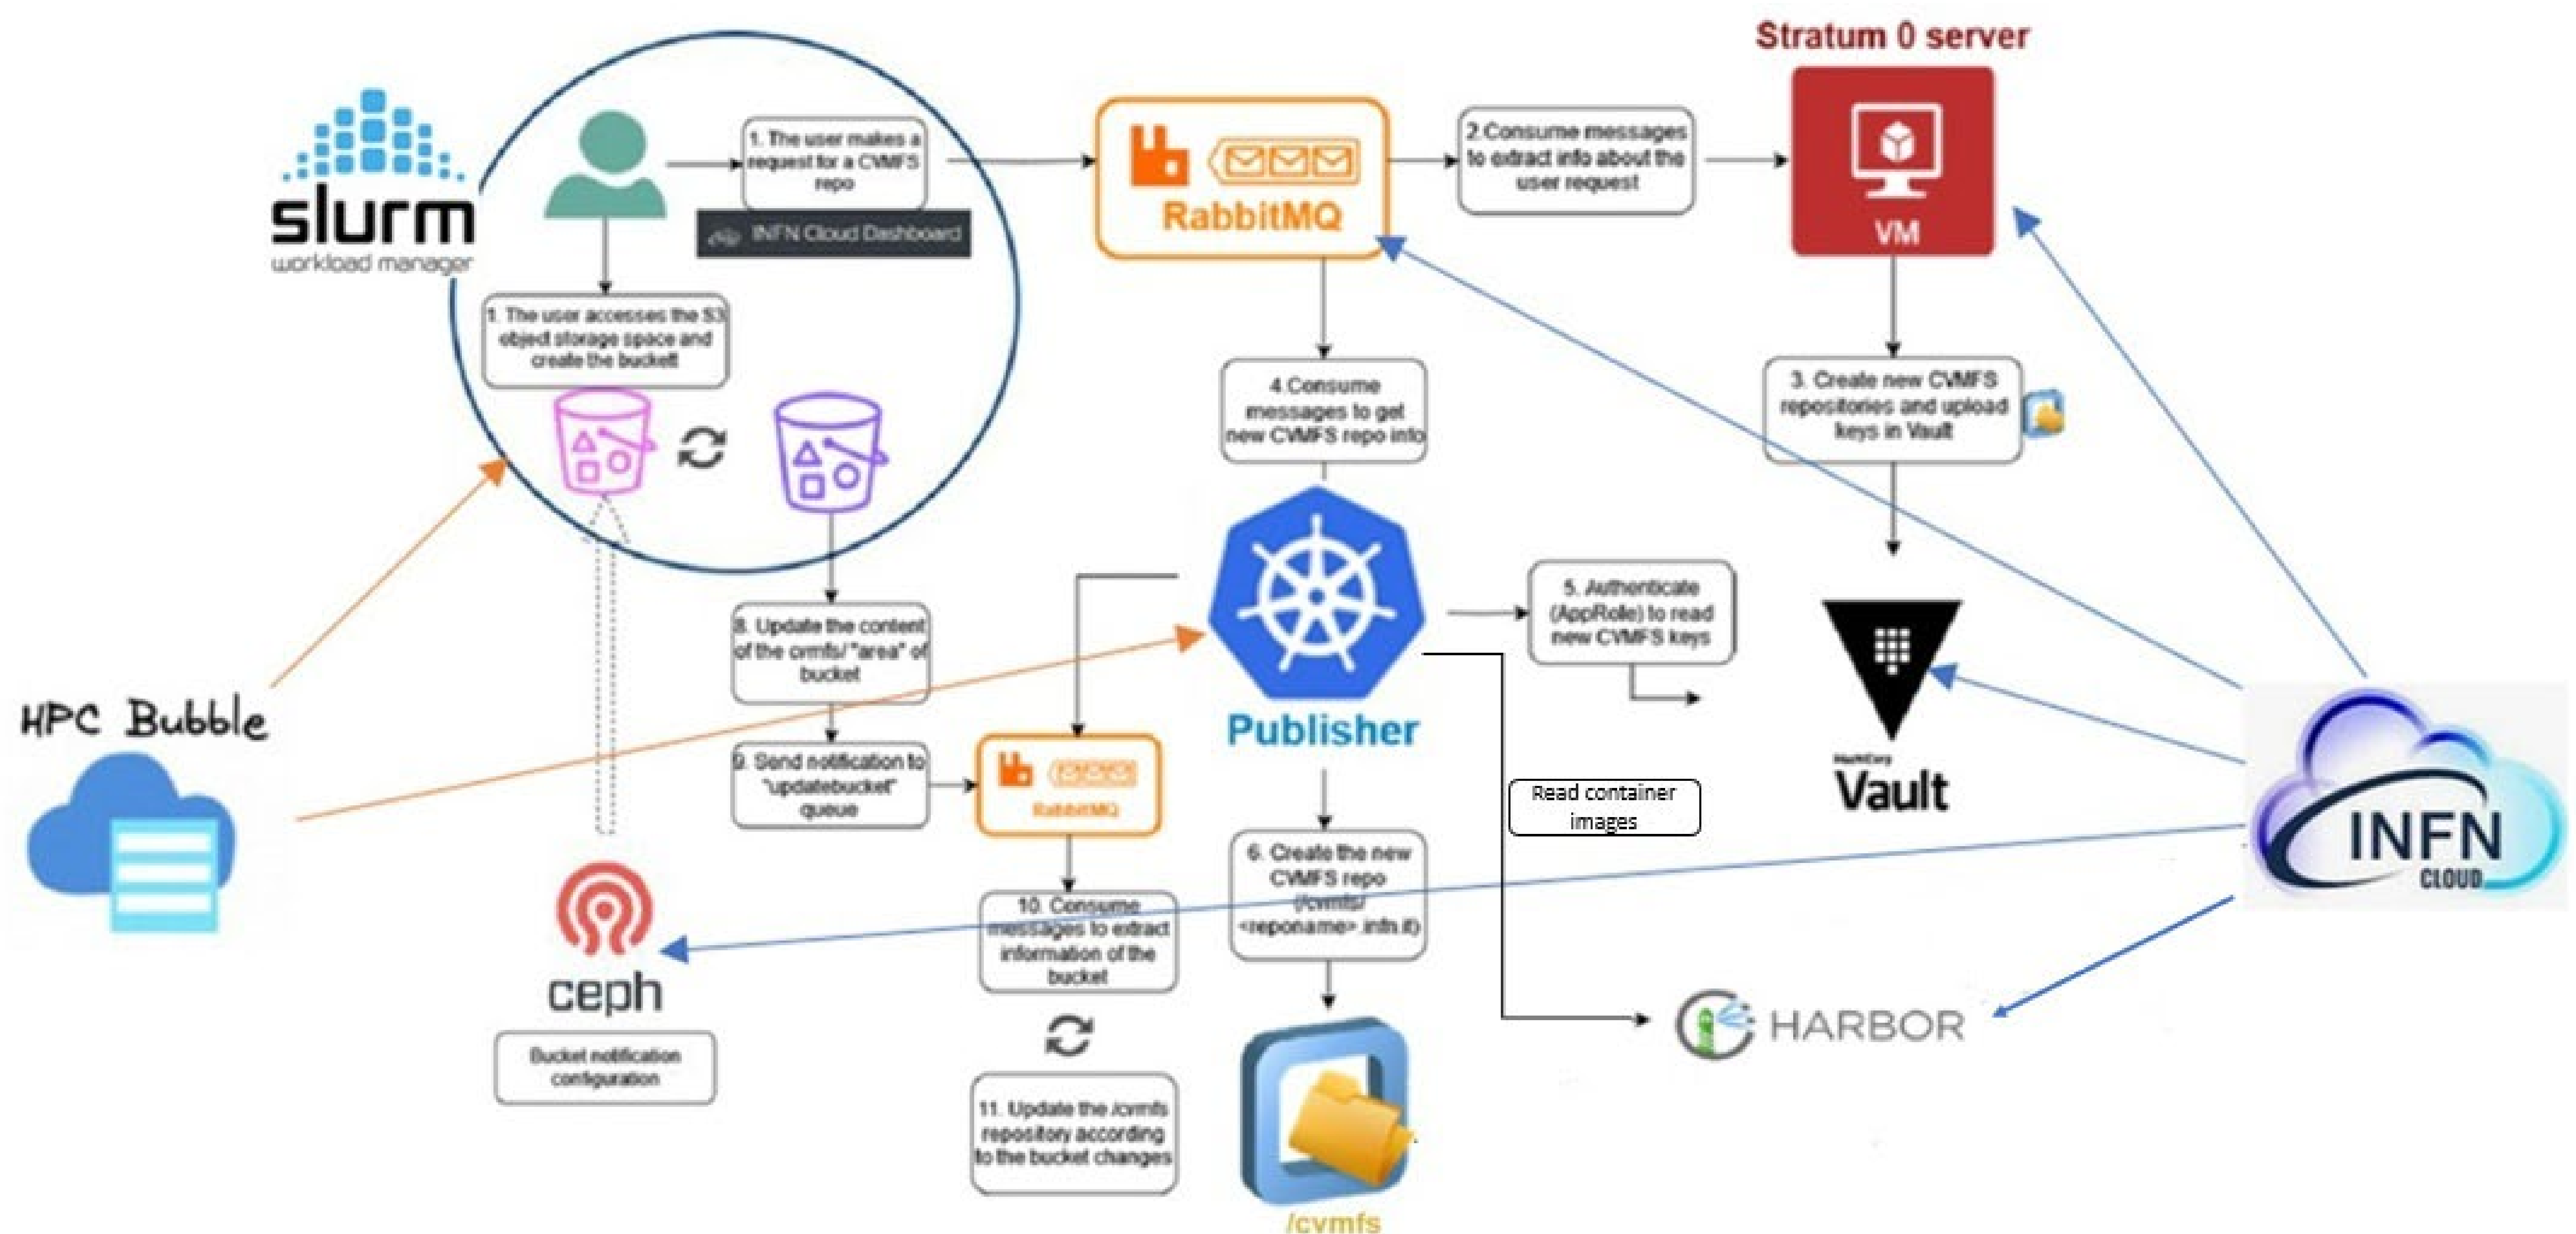 Stratum 0 server
slurm
workload manager
1. The user makes a
request for a CVMFS
repo
INFN Cloud Dashboard
RabbitMQ
2.Consume messages
to extract info about the
user request
VM
1. The user accesses the S3
object storage space and
create the buckett
4.Consume
messages to get
new CVMFS repo info
3. Create new CVMFS
repositories and upload
keys in Vault
5. Authenticate
(AppRole) to read
new CVMFS keys
8. Update the content
of the cvmfs/ "area" of
bucket
HPC Bubble
Publisher
9. Send notification to
"updatebucket"
queue
RabbitMQ
Read container
images
HashiCorp
Vault
INFN
CLOUD
6. Create the new
CVMFS repo
(/cvmfs/
<reponame>.infn.it)
10. Consume
messages to extract
information of the
bucket
ceph
HARBOR
Bucket notification
configuration
11. Update the /cvmfs
repository according
to the bucket changes
/cvmfs